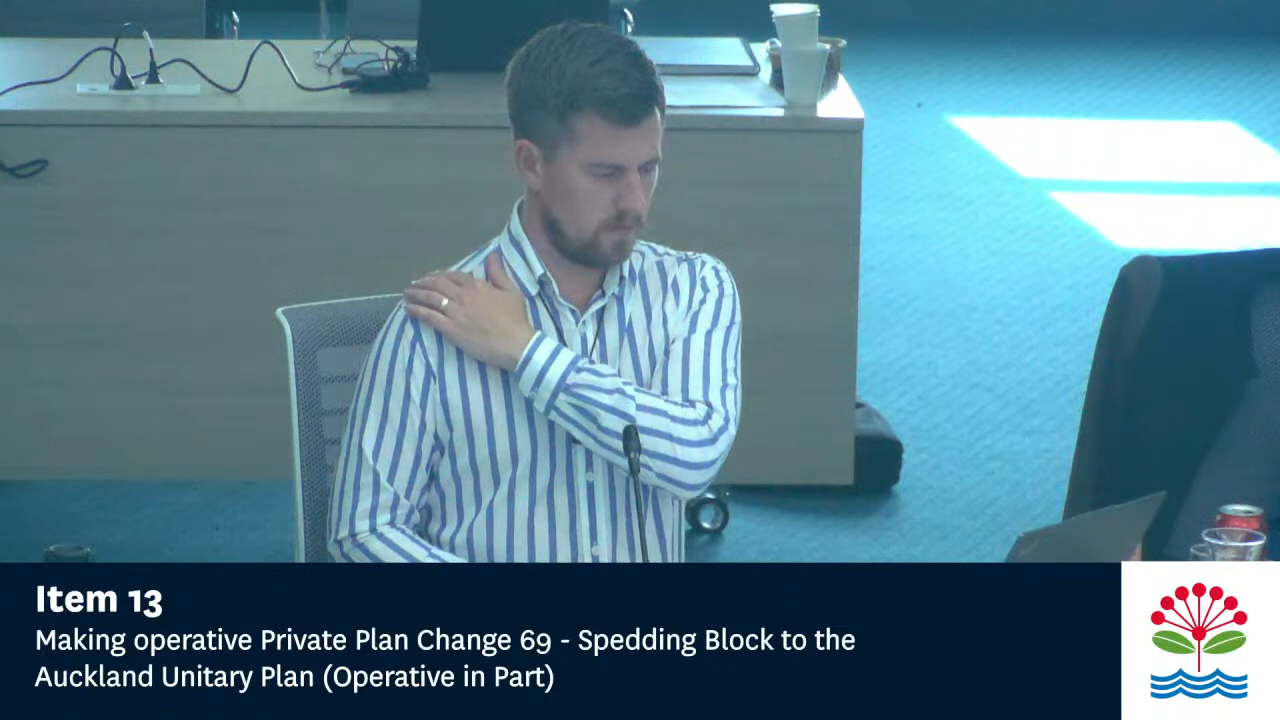 Item 13
Making operative Private Plan Change 69 - Spedding Block to the
Auckland Unitary Plan (Operative in Part)